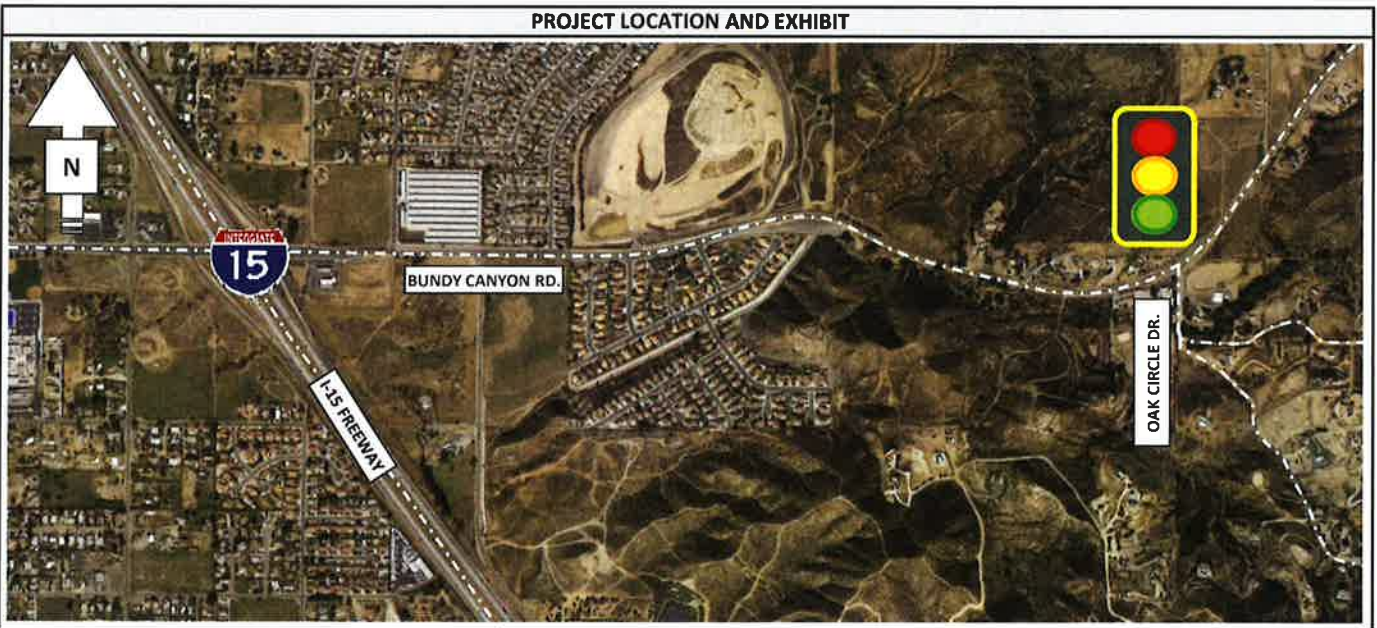 PROJECT LOCATION AND EXHIBIT
N
INTERSTATE
15
BUNDY CANYON RD.
I-15 FREEWAY
OAK CIRCLE DR.